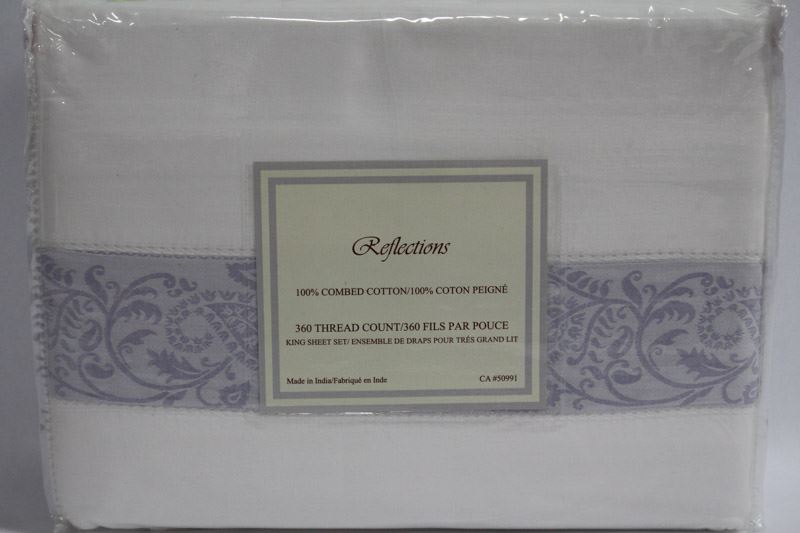 Reflections
100% COMBED COTTON/100% COTON PEIGNÉ
360 THREAD COUNT/360 FILS PAR POUCE
KING SHEET SET/ ENSEMBLE DE DRAPS POUR TRÉS GRAND LIT
Made in India/Fabriqué en Inde CA #50991